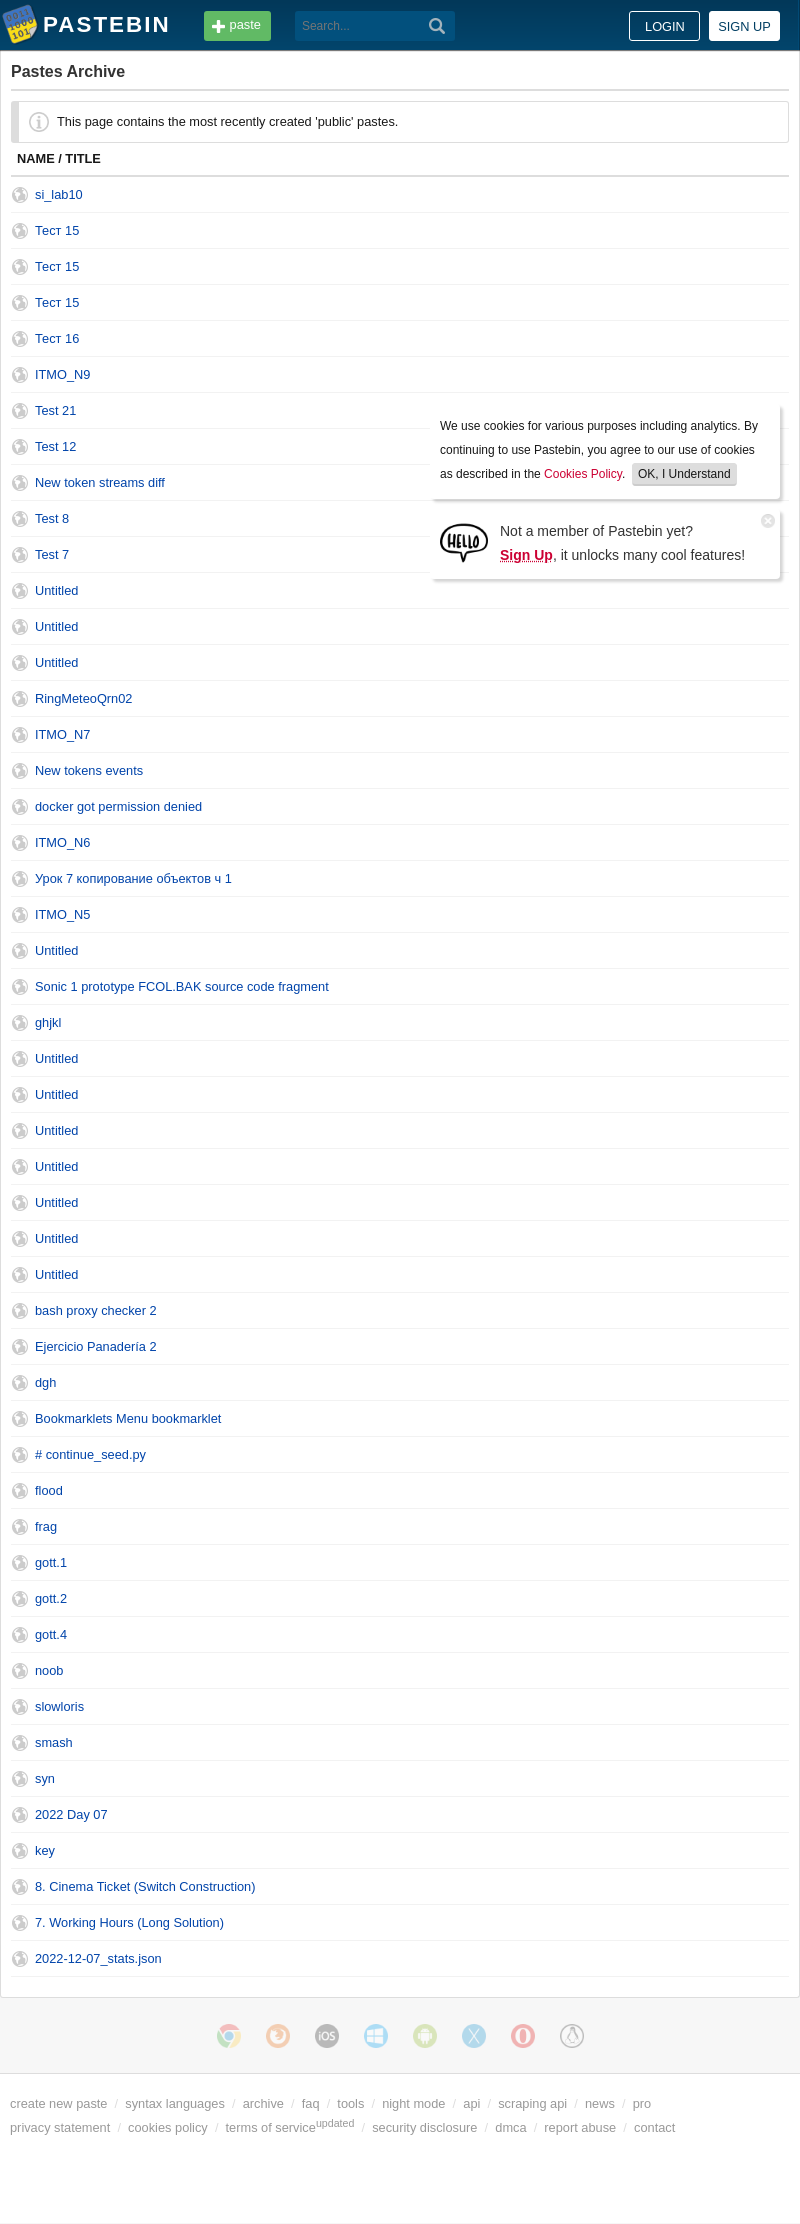 PASTEBIN paste Search... LOGIN SIGN UP
Pastes Archive
This page contains the most recently created 'public' pastes.
NAME / TITLE
si_lab10
Тест 15
Тест 15
Тест 15
Тест 16
ITMO_N9
Test 21
Test 12
New token streams diff
Test 8
Test 7
We use cookies for various purposes including analytics. By
continuing to use Pastebin, you agree to our use of cookies
as described in the Cookies Policy. OK, I Understand
HELLO
Not a member of Pastebin yet?
Sign Up, it unlocks many cool features!
Untitled
Untitled
Untitled
RingMeteoQrn02
ITMO_N7
New tokens events
docker got permission denied
ITMO_N6
Урок 7 копирование объектов ч 1
ITMO_N5
Untitled
Sonic 1 prototype FCOL.BAK source code fragment
ghjkl
Untitled
Untitled
Untitled
Untitled
Untitled
Untitled
Untitled
bash proxy checker 2
Ejercicio Panadería 2
dgh
Bookmarklets Menu bookmarklet
# continue_seed.py
flood
frag
gott.1
gott.2
gott.4
noob
slowloris
smash
syn
2022 Day 07
key
8. Cinema Ticket (Switch Construction)
7. Working Hours (Long Solution)
2022-12-07_stats.json
iOS
create new paste / syntax languages / archive / faq / tools / night mode / api / scraping api / news / pro
privacy statement / cookies policy / terms of serviceupdated / security disclosure / dmca / report abuse / contact